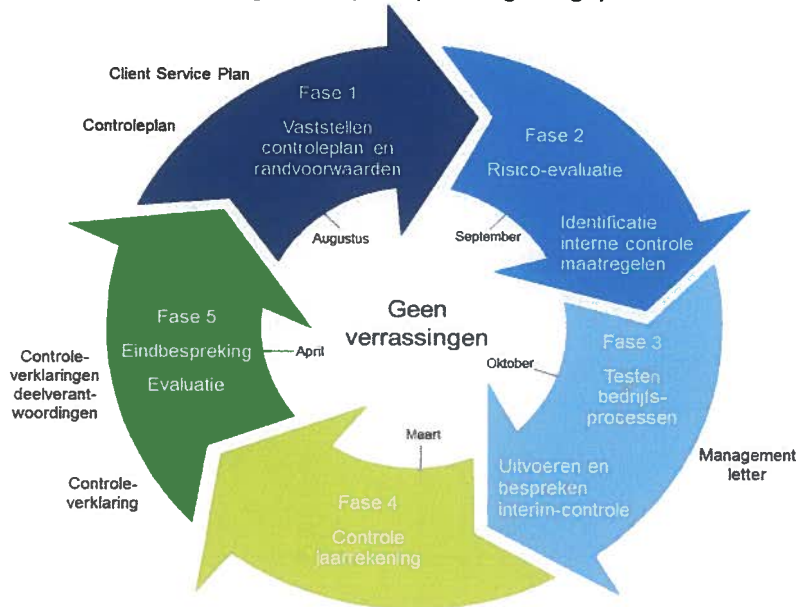 Client Service Plan
Controleplan
Fase 1
Vaststellen
controleplan en
randvoorwaarden
Augustus
Fase 2
Risico-evaluatie
Identificatie
interne controle
maatregelen
September
Geen
verrassingen
Fase 3
Testen
bedrijfs-
processen
Oktober
Uitvoeren en
bespreken
interim-controle
Management
letter
Maart
Fase 4
Controle
jaarrekening
Fase 5
Eindbespreking
Evaluatie
April
Controle-
verklaringen
deelverant-
woordingen
Controle-
verklaring